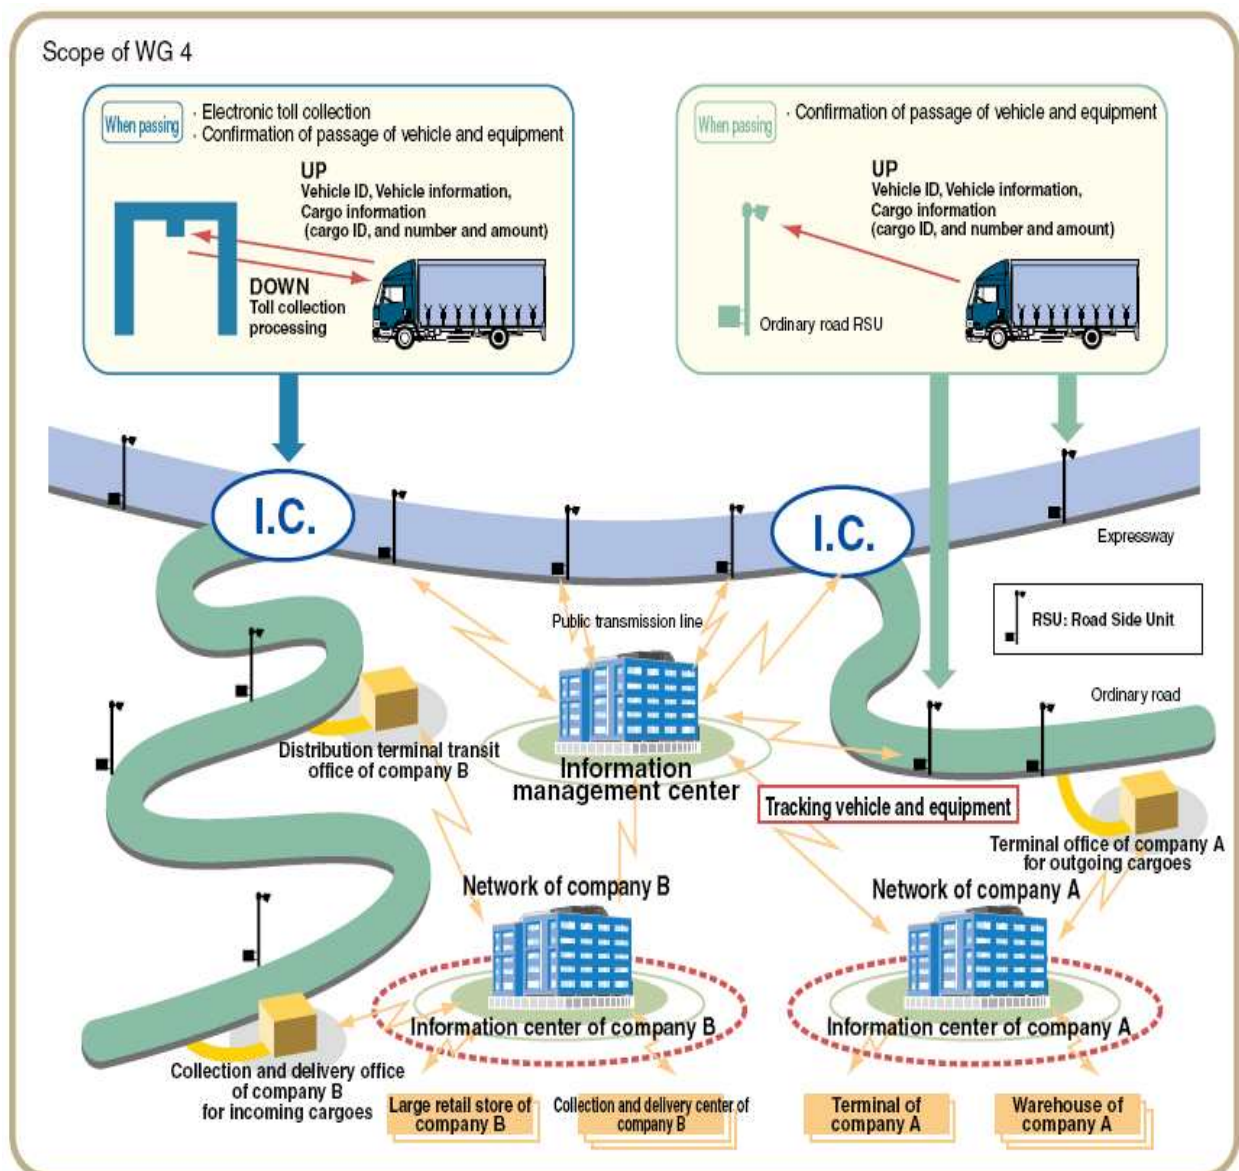 Scope of WG 4
When passing
· Electronic toll collection
· Confirmation of passage of vehicle and equipment
UP
Vehicle ID, Vehicle information,
Cargo information
(cargo ID, and number and amount)
DOWN
Toll collection
processing
When passing
· Confirmation of passage of vehicle and equipment
UP
Vehicle ID, Vehicle information,
Cargo information
(cargo ID, and number and amount)
Ordinary road RSU
I.C.
I.C.
Expressway
RSU: Road Side Unit
Public transmission line
Ordinary road
Distribution terminal transit
office of company B
Information
management center
Tracking vehicle and equipment
Terminal office of company A
for outgoing cargoes
Network of company B
Network of company A
Information center of company B
Information center of company A
Collection and delivery office
of company B
for incoming cargoes
Large retail store of
company B
Collection and delivery center of
company B
Terminal of
company A
Warehouse of
company A